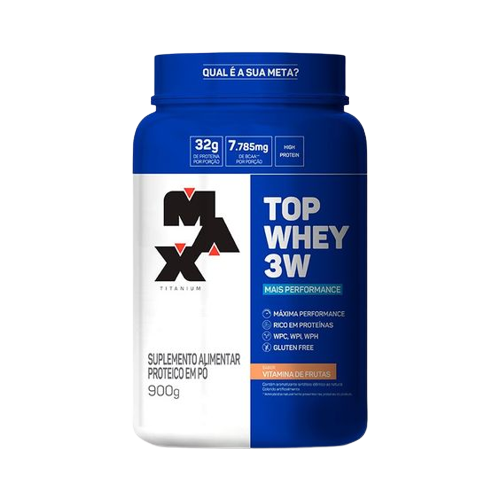 QUAL É A SUA META?
32g
DE PROTEÍNA
POR PORÇÃO
7.785mg
DE BCAA**
POR PORÇÃO
HIGH
PROTEIN
MAX
TITANIUM
TOP
WHEY
3W
MAIS PERFORMANCE
MÁXIMA PERFORMANCE
RICO EM PROTEÍNAS
WPC, WPI, WPH
GLUTEN FREE
SUPLEMENTO ALIMENTAR
PROTEICO EM PÓ
900g
SABOR
VITAMINA DE FRUTAS